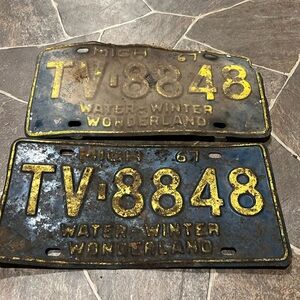 MICH 67
TV-8848
WATER-WINTER
WONDERLAND
MICH 67
TV-8848
WATER-WINTER
WONDERLAND